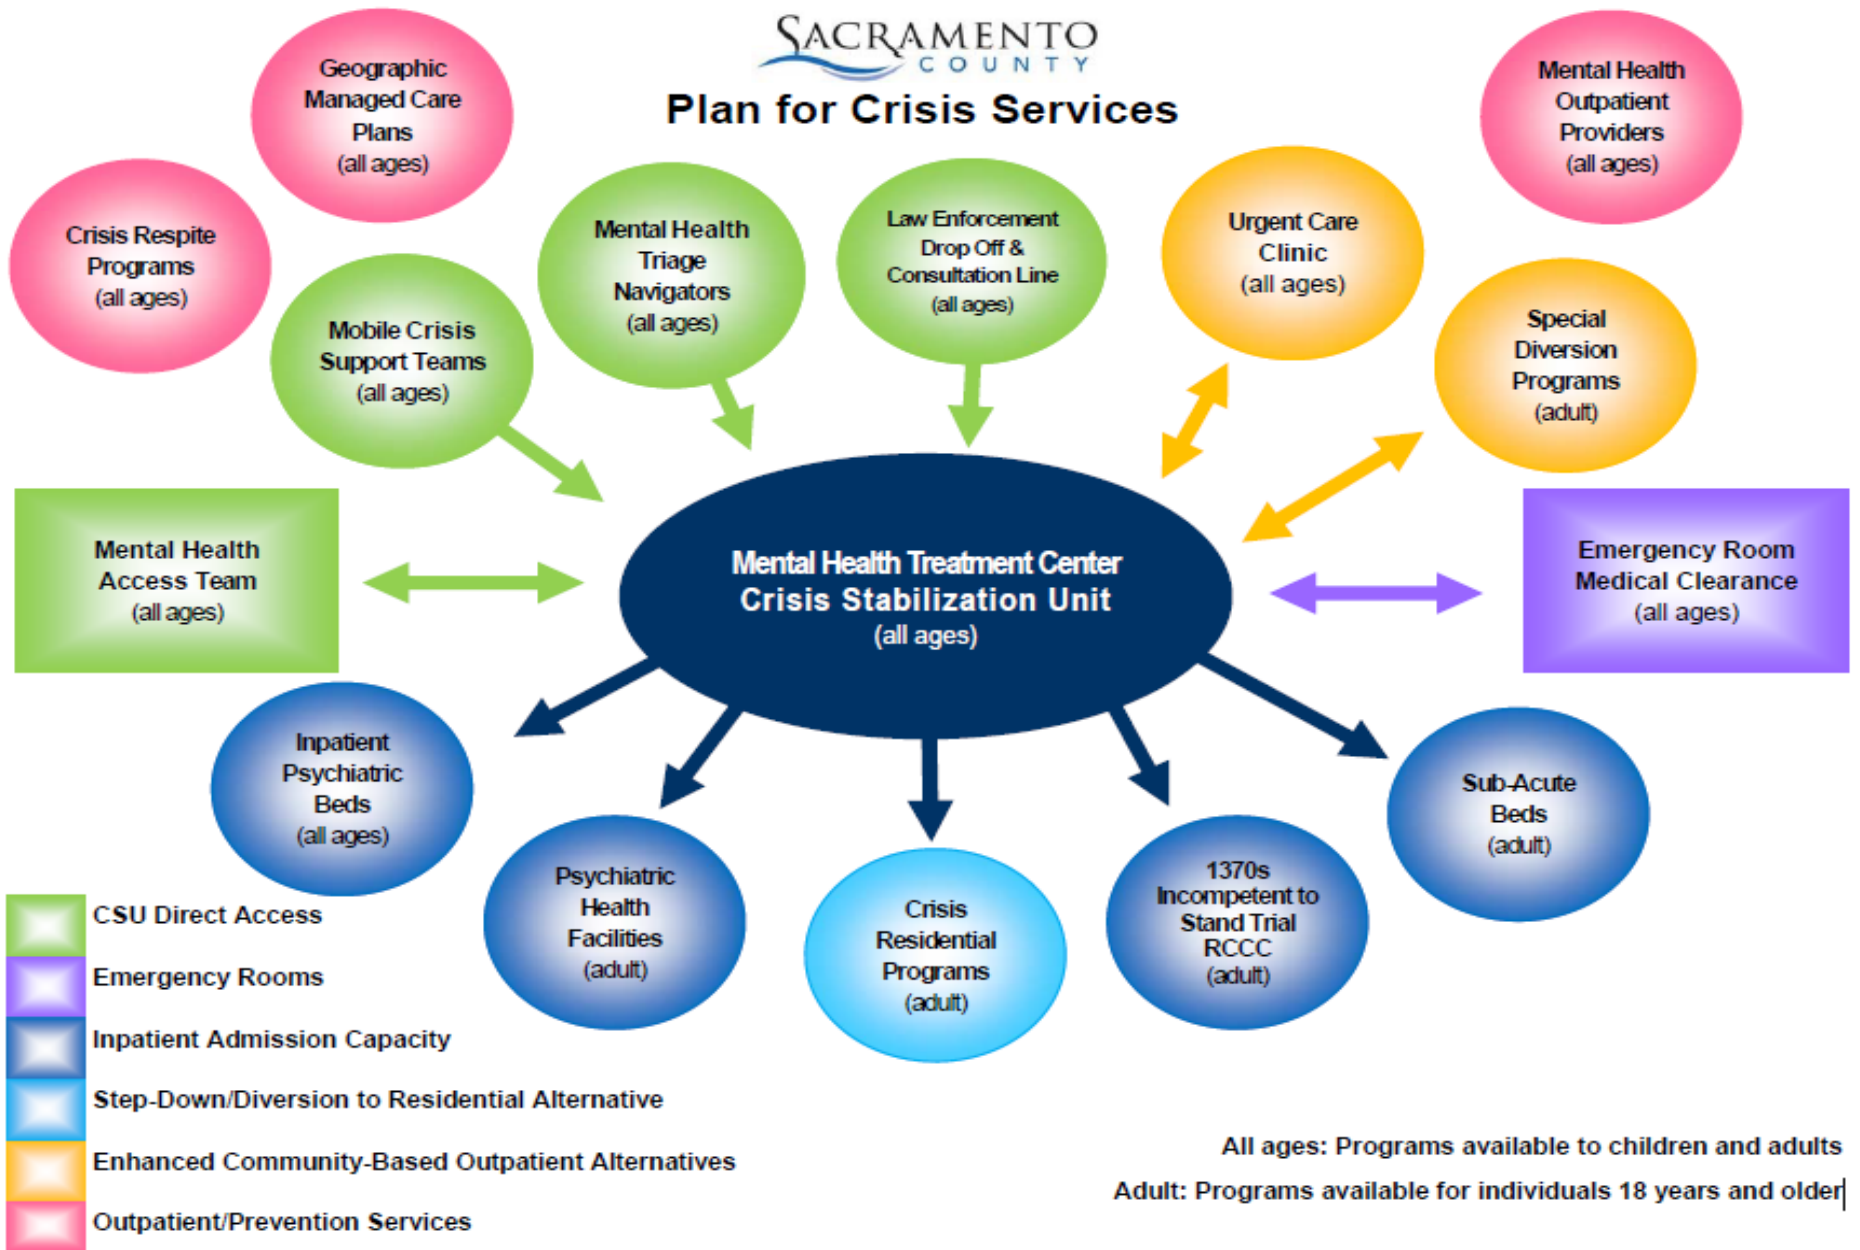 SACRAMENTO
COUNTY
Plan for Crisis Services
Geographic
Managed Care
Plans
(all ages)
Mental Health
Outpatient
Providers
(all ages)
Crisis Respite
Programs
(all ages)
Mobile Crisis
Support Teams
(all ages)
Mental Health
Triage
Navigators
(all ages)
Law Enforcement
Drop Off &
Consultation Line
(all ages)
Urgent Care
Clinic
(all ages)
Special
Diversion
Programs
(adult)
Mental Health
Access Team
(all ages)
Mental Health Treatment Center
Crisis Stabilization Unit
(all ages)
Emergency Room
Medical Clearance
(all ages)
Inpatient
Psychiatric
Beds
(all ages)
Psychiatric
Health
Facilities
(adult)
Crisis
Residential
Programs
(adult)
1370s
Incompetent to
Stand Trial
RCCC
(adult)
Sub-Acute
Beds
(adult)
CSU Direct Access
Emergency Rooms
Inpatient Admission Capacity
Step-Down/Diversion to Residential Alternative
Enhanced Community-Based Outpatient Alternatives
Outpatient/Prevention Services
All ages: Programs available to children and adults
Adult: Programs available for individuals 18 years and older